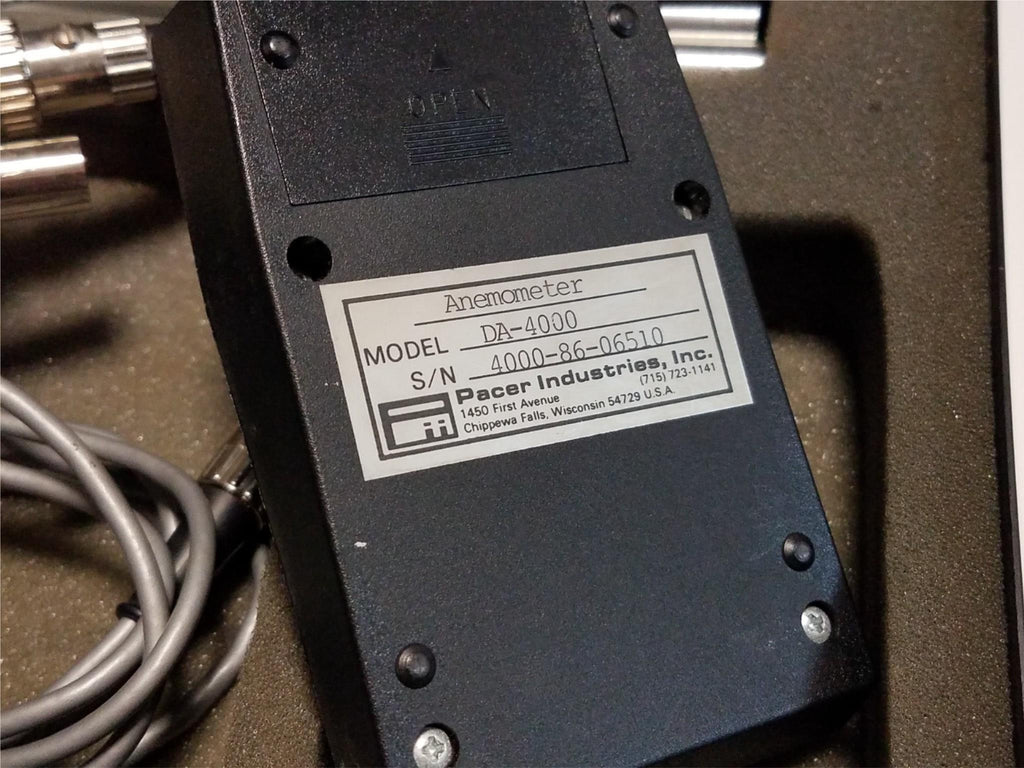 OPEN
Anemometer
MODEL DA-4000
S/N 4000-86-06510
Pacer Industries, Inc.
1450 First Avenue (715) 723-1141
Chippewa Falls, Wisconsin 54729 U.S.A.